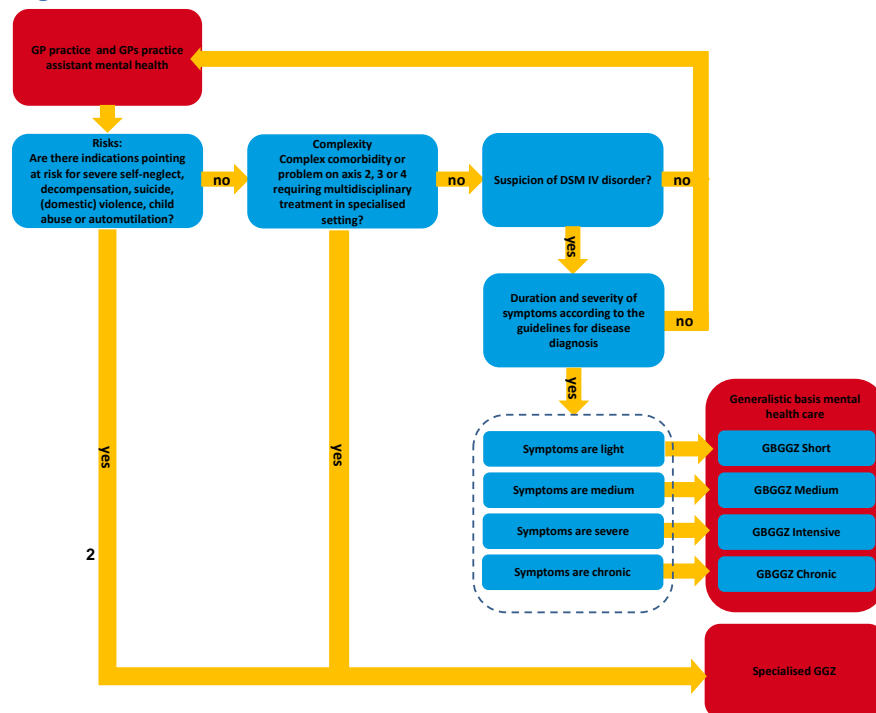 GP practice and GPs practice
assistant mental health
Risks:
Are there indications pointing
at risk for severe self-neglect,
decompensation, suicide,
(domestic) violence, child
abuse or automutilation?
no
Complexity
Complex comorbidity or
problem on axis 2, 3 or 4
requiring multidisciplinary
treatment in specialised
setting?
no
Suspicion of DSM IV disorder?
no
yes
Duration and severity of
symptoms according to the
guidelines for disease
diagnosis
no
yes
Generalistic basis mental
health care
Symptoms are light
GBGGZ Short
Symptoms are medium
GBGGZ Medium
Symptoms are severe
GBGGZ Intensive
Symptoms are chronic
GBGGZ Chronic
yes
yes
2
Specialised GGZ